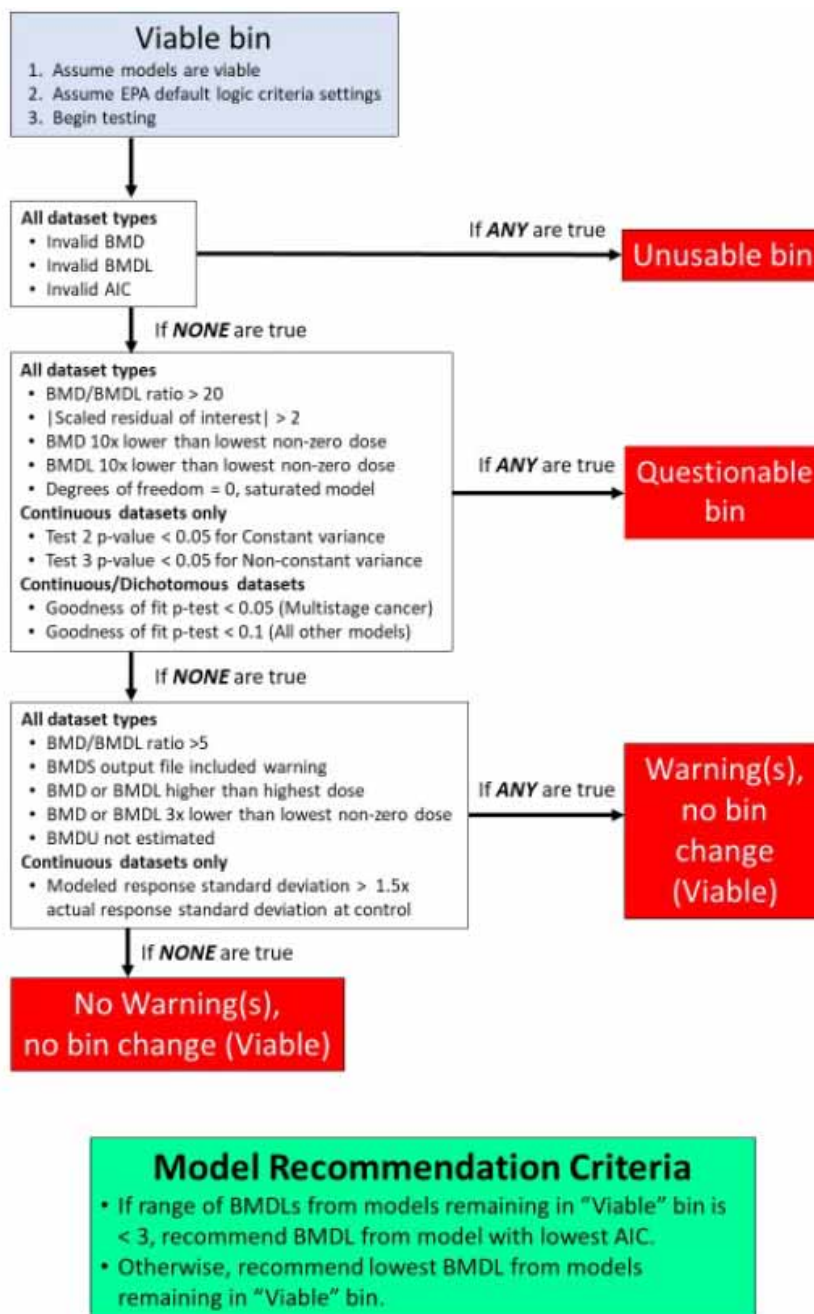 Viable bin
1. Assume models are viable
2. Assume EPA default logic criteria settings
3. Begin testing
All dataset types
• Invalid BMD
• Invalid BMDL
• Invalid AIC
If ANY are true
Unusable bin
If NONE are true
All dataset types
• BMD/BMDL ratio > 20
• |Scaled residual of interest| > 2
• BMD 10x lower than lowest non-zero dose
• BMDL 10x lower than lowest non-zero dose
• Degrees of freedom = 0, saturated model
Continuous datasets only
• Test 2 p-value < 0.05 for Constant variance
• Test 3 p-value < 0.05 for Non-constant variance
Continuous/Dichotomous datasets
• Goodness of fit p-test < 0.05 (Multistage cancer)
• Goodness of fit p-test < 0.1 (All other models)
If ANY are true
Questionable
bin
If NONE are true
All dataset types
• BMD/BMDL ratio >5
• BMDS output file included warning
• BMD or BMDL higher than highest dose
• BMD or BMDL 3x lower than lowest non-zero dose
• BMDU not estimated
Continuous datasets only
• Modeled response standard deviation > 1.5x
actual response standard deviation at control
If ANY are true
Warning(s),
no bin
change
(Viable)
If NONE are true
No Warning(s),
no bin change (Viable)
Model Recommendation Criteria
• If range of BMDLs from models remaining in "Viable" bin is
< 3, recommend BMDL from model with lowest AIC.
• Otherwise, recommend lowest BMDL from models
remaining in "Viable" bin.